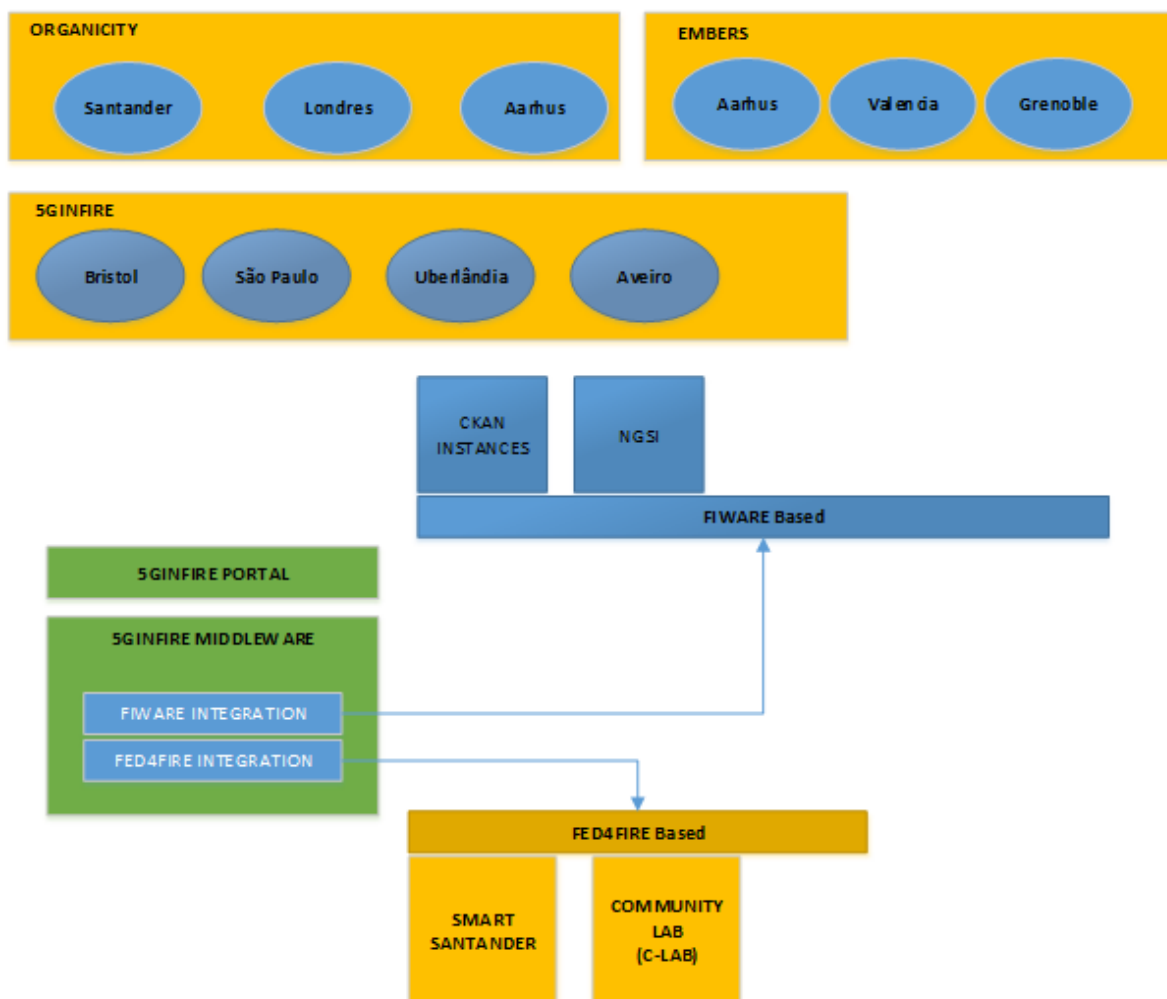 ORGANICITY
Santander
Londres
Aarhus
EMBERS
Aarhus
Valencia
Grenoble
5GINFIRE
Bristol
São Paulo
Uberlândia
Aveiro
CKAN
INSTANCES
NGSI
FIWARE Based
5GINFIRE PORTAL
5GINFIRE MIDDLEWARE
FIWARE INTEGRATION
FED4FIRE INTEGRATION
FED4FIRE Based
SMART
SANTANDER
COMMUNITY
LAB
(C-LAB)